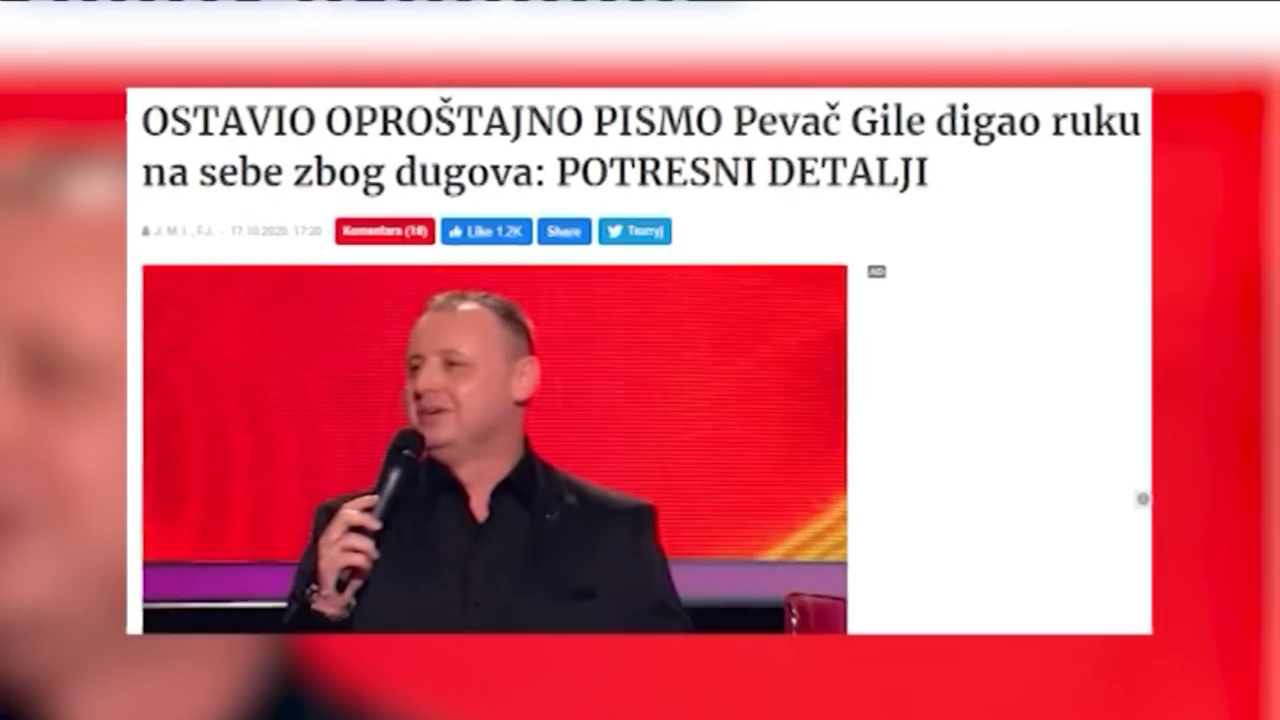 OSTAVIO OPROŠTAJNO PISMO Pevač Gile digao ruku
na sebe zbog dugova: POTRESNI DETALJI
J. M. I., F.J. - 17.10.2020. 17:20 Komentara (18) Like 1.2K Share Твитуј
AD